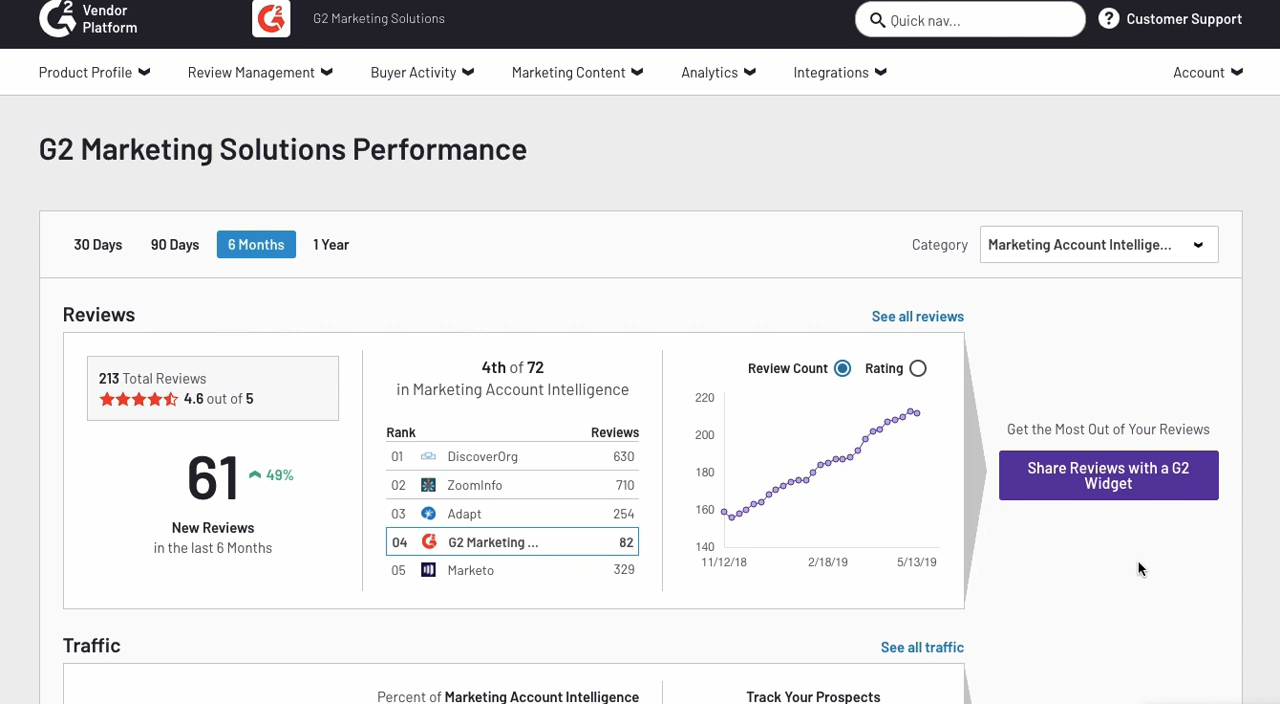 Vendor
Platform
G2 Marketing Solutions
Quick nav...
? Customer Support
Product Profile
Review Management
Buyer Activity
Marketing Content
Analytics
Integrations
Account
G2 Marketing Solutions Performance
30 Days
90 Days
6 Months
1 Year
Category
Marketing Account Intellige...
Reviews
See all reviews
213 Total Reviews
4.6 out of 5
61
49%
New Reviews
in the last 6 Months
4th of 72
in Marketing Account Intelligence
Rank Reviews
01 DiscoverOrg 630
02 ZoomInfo 710
03 Adapt 254
04 G2 Marketing ... 82
05 Marketo 329
Review Count
Rating
220
200
180
160
140
11/12/18 2/18/19 5/13/19
Get the Most Out of Your Reviews
Share Reviews with a G2
Widget
Traffic
See all traffic
Percent of Marketing Account Intelligence
Track Your Prospects